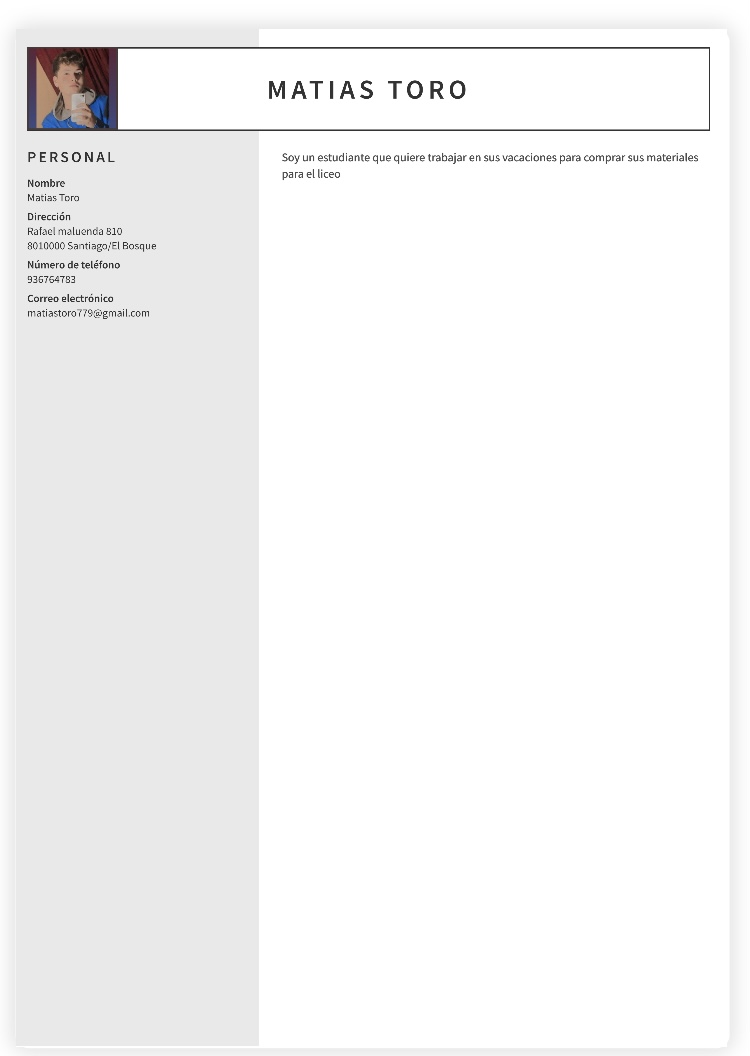 MATIAS TORO
PERSONAL
Nombre
Matias Toro
Dirección
Rafael maluenda 810
8010000 Santiago/El Bosque
Número de teléfono
936764783
Correo electrónico
matiastoro779@gmail.com
Soy un estudiante que quiere trabajar en sus vacaciones para comprar sus materiales
para el liceo